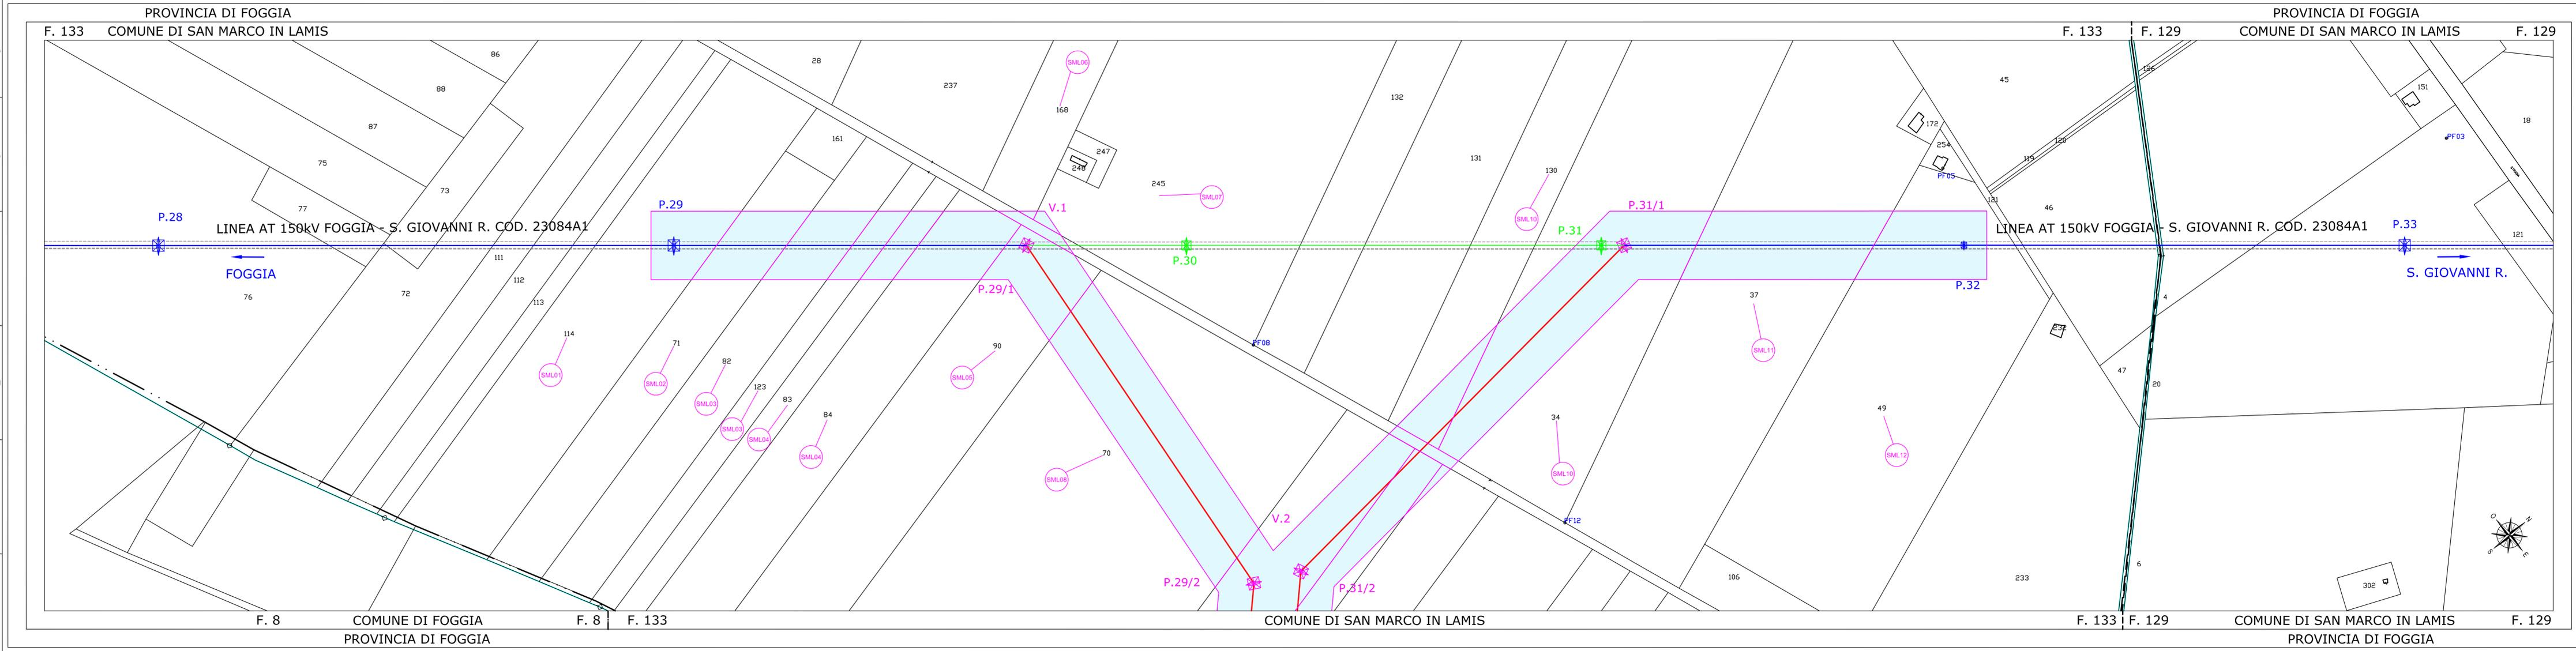 PROVINCIA DI FOGGIA
PROVINCIA DI FOGGIA
F. 133 COMUNE DI SAN MARCO IN LAMIS
F. 133 F. 129 COMUNE DI SAN MARCO IN LAMIS F. 129
86
88
87
75
73
77
28
237
161
SML06
168
247
248
245
SML07
132
131
130
SML10
45
172
254
PF05
126
120
119
121
46
151
18
PF03
121
P.28
LINEA AT 150kV FOGGIA - S. GIOVANNI R. COD. 23084A1
FOGGIA
P.29
V.1
P.29/1
P.30
P.31
P.31/1
P.32
LINEA AT 150kV FOGGIA - S. GIOVANNI R. COD. 23084A1
P.33
S. GIOVANNI R.
76
72
111
112
113
114
SML01
71
SML02
82
SML03
123
SML03
83
SML04
84
SML04
90
SML05
70
SML08
PF08
37
SML11
34
SML10
49
SML12
PF12
232
47
4
20
V.2
P.29/2
P.31/2
106
233
6
302
O
N
S
E
F. 8 COMUNE DI FOGGIA F. 8 F. 133
COMUNE DI SAN MARCO IN LAMIS
F. 133 F. 129 COMUNE DI SAN MARCO IN LAMIS F. 129
PROVINCIA DI FOGGIA
PROVINCIA DI FOGGIA